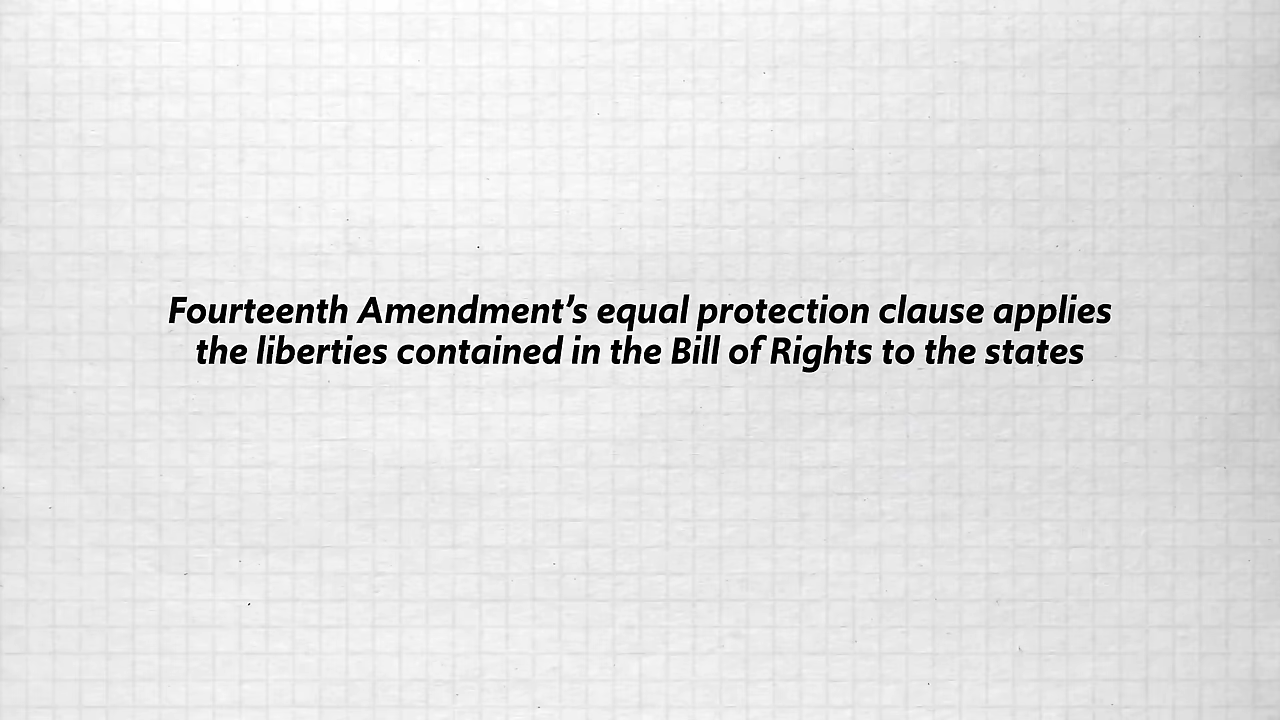 Fourteenth Amendment’s equal protection clause applies
the liberties contained in the Bill of Rights to the states